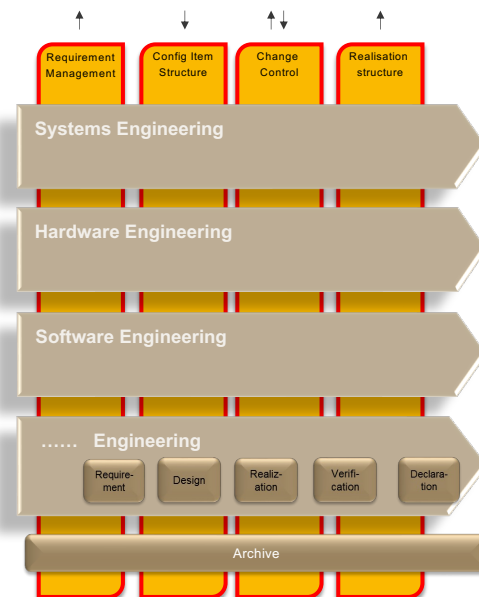 Requirement
Management
Config Item
Structure
Change
Control
Realisation
structure
Systems Engineering
Hardware Engineering
Software Engineering
...... Engineering
Require-
ment
Design
Realiz-
ation
Verifi-
cation
Declara-
tion
Archive